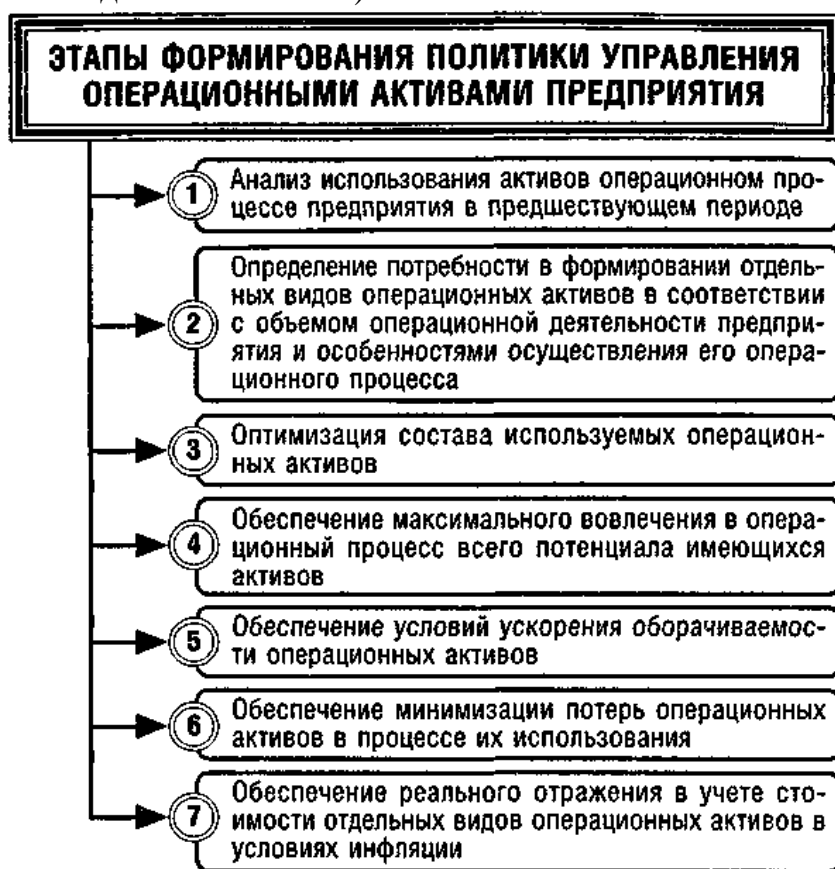 ЭТАПЫ ФОРМИРОВАНИЯ ПОЛИТИКИ УПРАВЛЕНИЯ
ОПЕРАЦИОННЫМИ АКТИВАМИ ПРЕДПРИЯТИЯ
1 Анализ использования активов операционном про-
цессе предприятия в предшествующем периоде
Определение потребности в формировании отдель-
ных видов операционных активов в соответствии
2 с объемом операционной деятельности предпри-
ятия и особенностями осуществления его опера-
ционного процесса
3 Оптимизация состава используемых операцион-
ных активов
Обеспечение максимального вовлечения в опера-
4 ционный процесс всего потенциала имеющихся
активов
5 Обеспечение условий ускорения оборачиваемос-
ти операционных активов
6 Обеспечение минимизации потерь операционных
активов в процессе их использования
Обеспечение реального отражения в учете сто-
7 имости отдельных видов операционных активов в
условиях инфляции